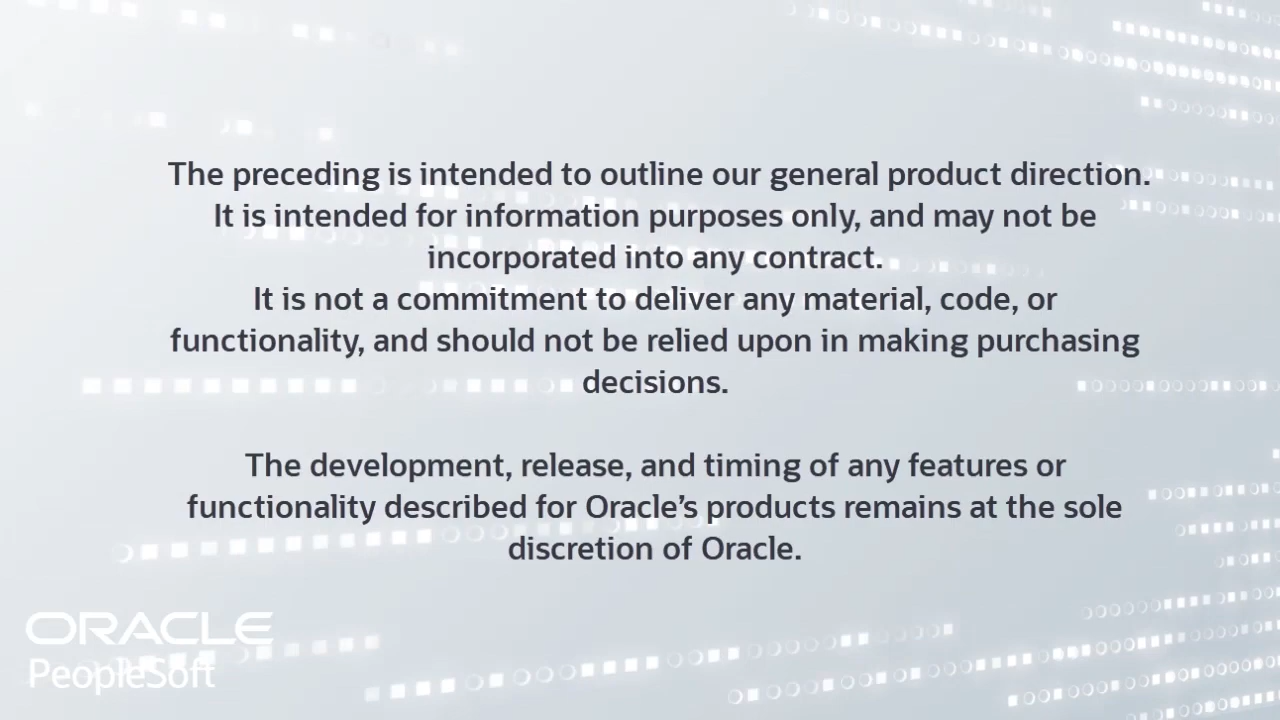 The preceding is intended to outline our general product direction.
It is intended for information purposes only, and may not be
incorporated into any contract.
It is not a commitment to deliver any material, code, or
functionality, and should not be relied upon in making purchasing
decisions.
The development, release, and timing of any features or
functionality described for Oracle’s products remains at the sole
discretion of Oracle.
ORACLE
PeopleSoft